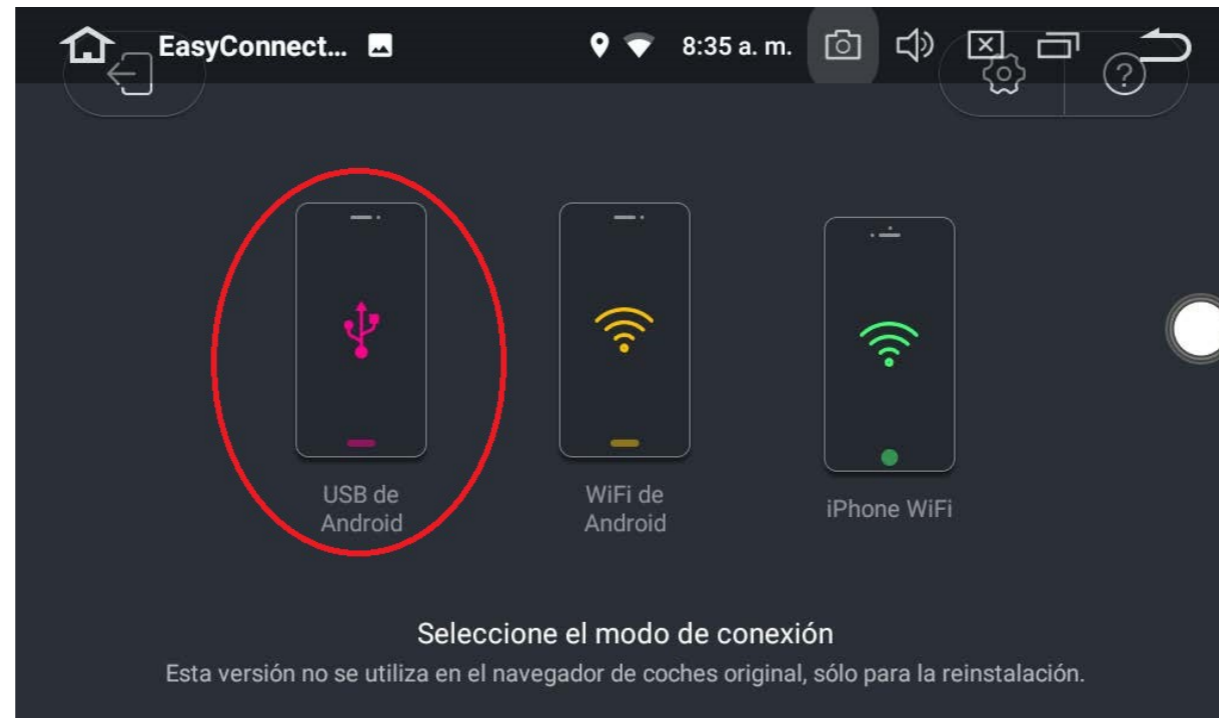 EasyConnect...
8:35 a. m.
USB de
Android
WiFi de
Android
iPhone WiFi
Seleccione el modo de conexión
Esta versión no se utiliza en el navegador de coches original, sólo para la reinstalación.